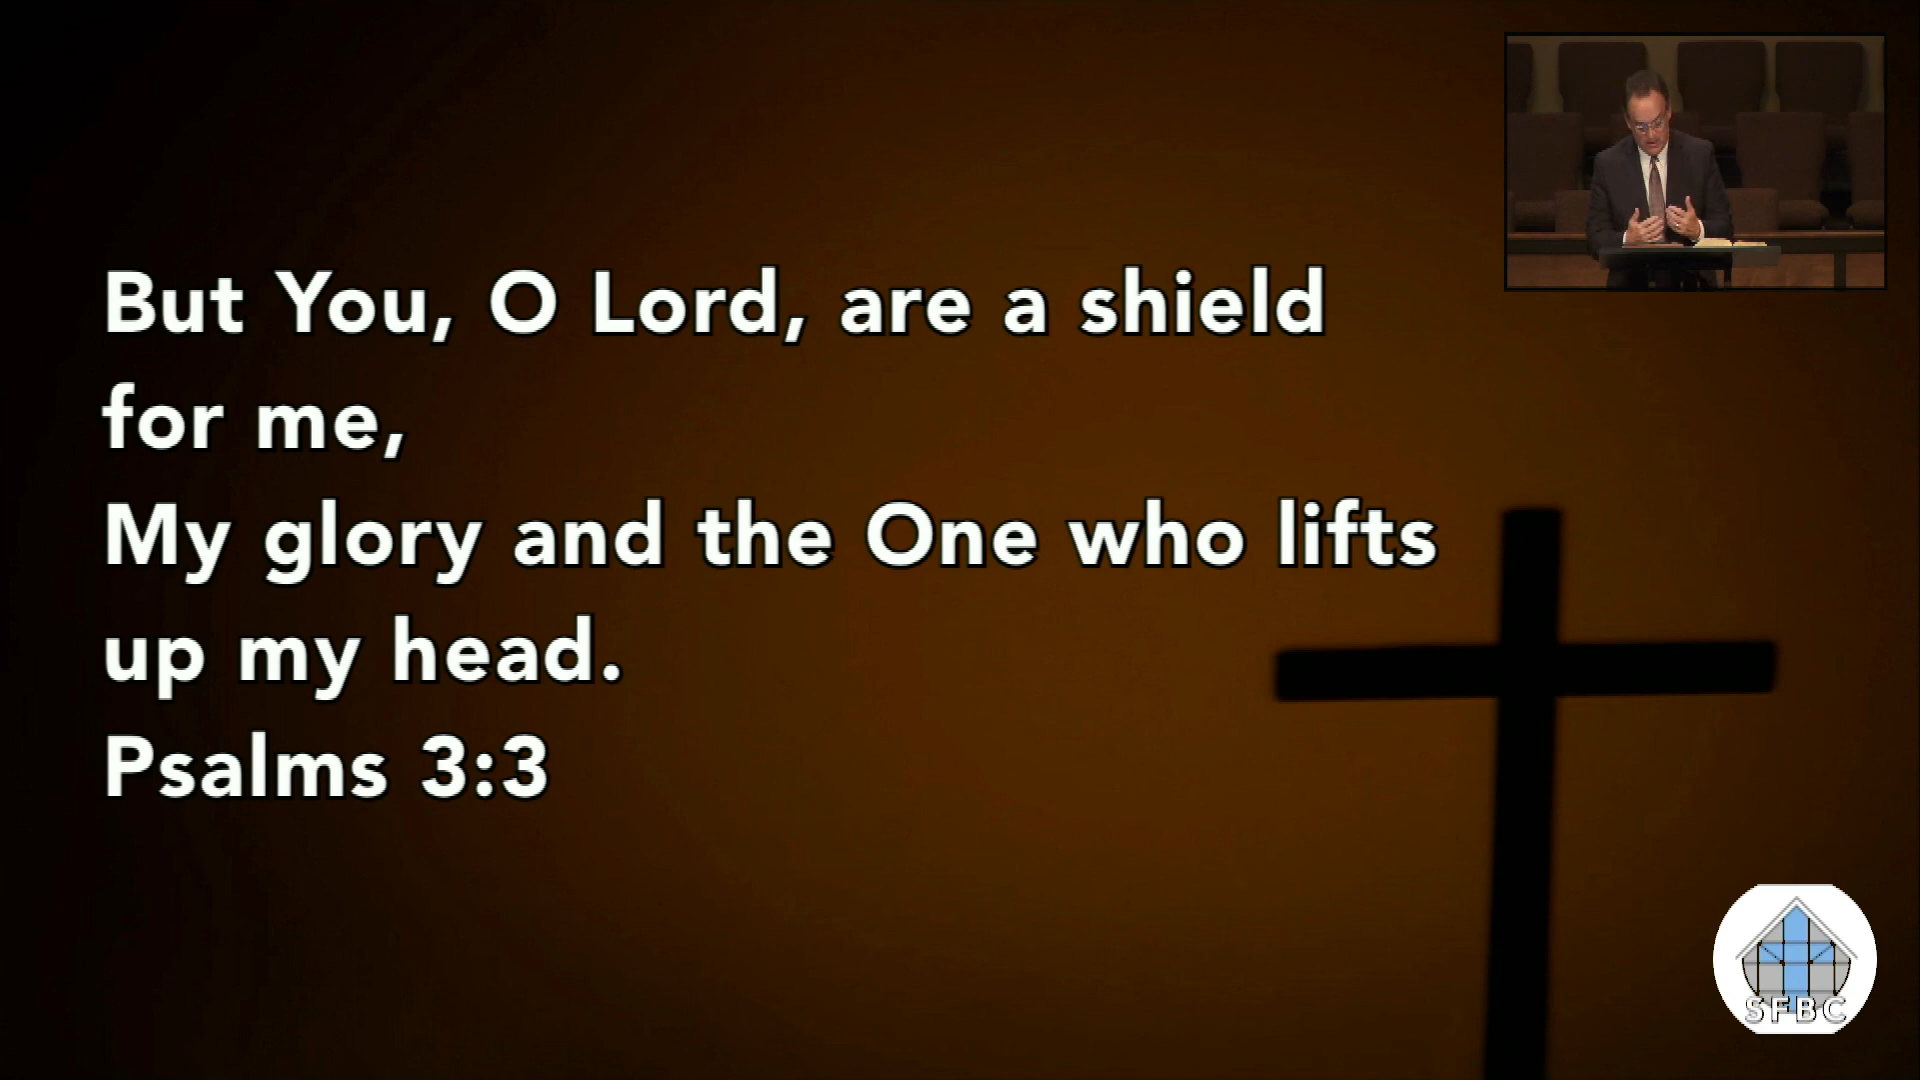 But You, O Lord, are a shield
for me,
My glory and the One who lifts
up my head.
Psalms 3:3
SFBC